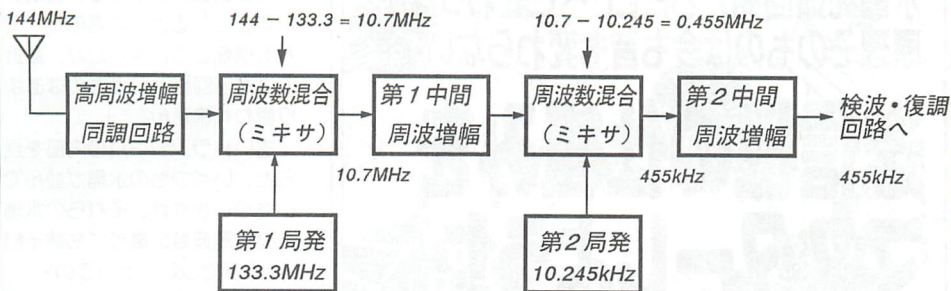 144MHz
144 − 133.3 = 10.7MHz
10.7 − 10.245 = 0.455MHz
高周波増幅
同調回路
周波数混合
（ミキサ）
第1中間
周波増幅
周波数混合
（ミキサ）
第2中間
周波増幅
検波・復調
回路へ
10.7MHz
455kHz
455kHz
第1局発
133.3MHz
第2局発
10.245kHz